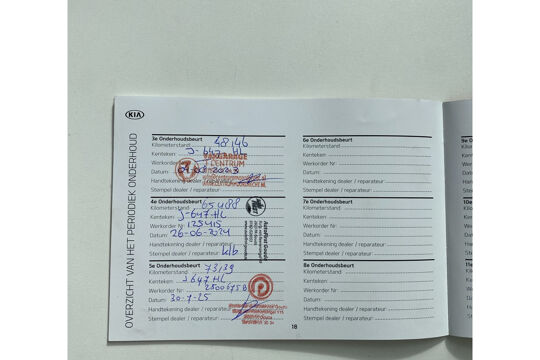 KIA
OVERZICHT VAN HET PERIODIEK ONDERHOUD
3e Onderhoudsbeurt
Kilometerstand 48146
Kenteken J-647-HL
Werkorder Nr
Datum:
Handtekening dealer / reparateur
Stempel dealer / reparateur
4e Onderhoudsbeurt
Kilometerstand 65488
Kenteken J-647-HL
Werkorder Nr 125415
Datum: 26-06-2024
Handtekening dealer / reparateur
Stempel dealer / reparateur
5e Onderhoudsbeurt
Kilometerstand 73139
Kenteken J647HL
Werkorder Nr 2800675B
Datum: 30-7-25
Handtekening dealer / reparateur
Stempel dealer / reparateur
6e Onderhoudsbeurt
Kilometerstand
Kenteken
Werkorder Nr
Datum:
Handtekening dealer / reparateur
Stempel dealer / reparateur
7e Onderhoudsbeurt
Kilometerstand
Kenteken
Werkorder Nr
Datum:
Handtekening dealer / reparateur
Stempel dealer / reparateur
8e Onderhoudsbeurt
Kilometerstand
Kenteken
Werkorder Nr
Datum:
Handtekening dealer / reparateur
Stempel dealer / reparateur
18